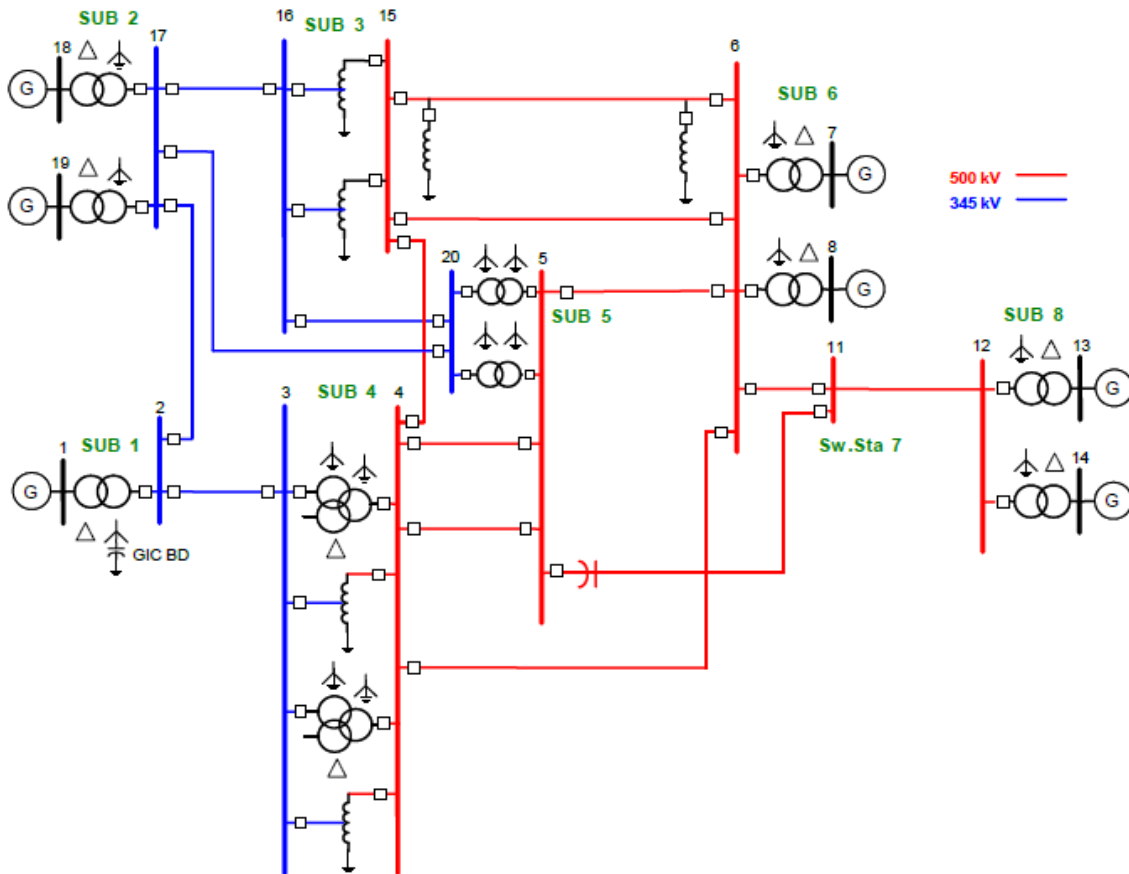 SUB 2
16
SUB 3
15
18
17
6
G
SUB 6
7
19
G
G
500 kV
345 kV
20
5
8
G
SUB 5
SUB 8
11
12
13
G
SUB 4
3
4
2
SUB 1
1
Sw.Sta 7
14
G
G
GIC BD